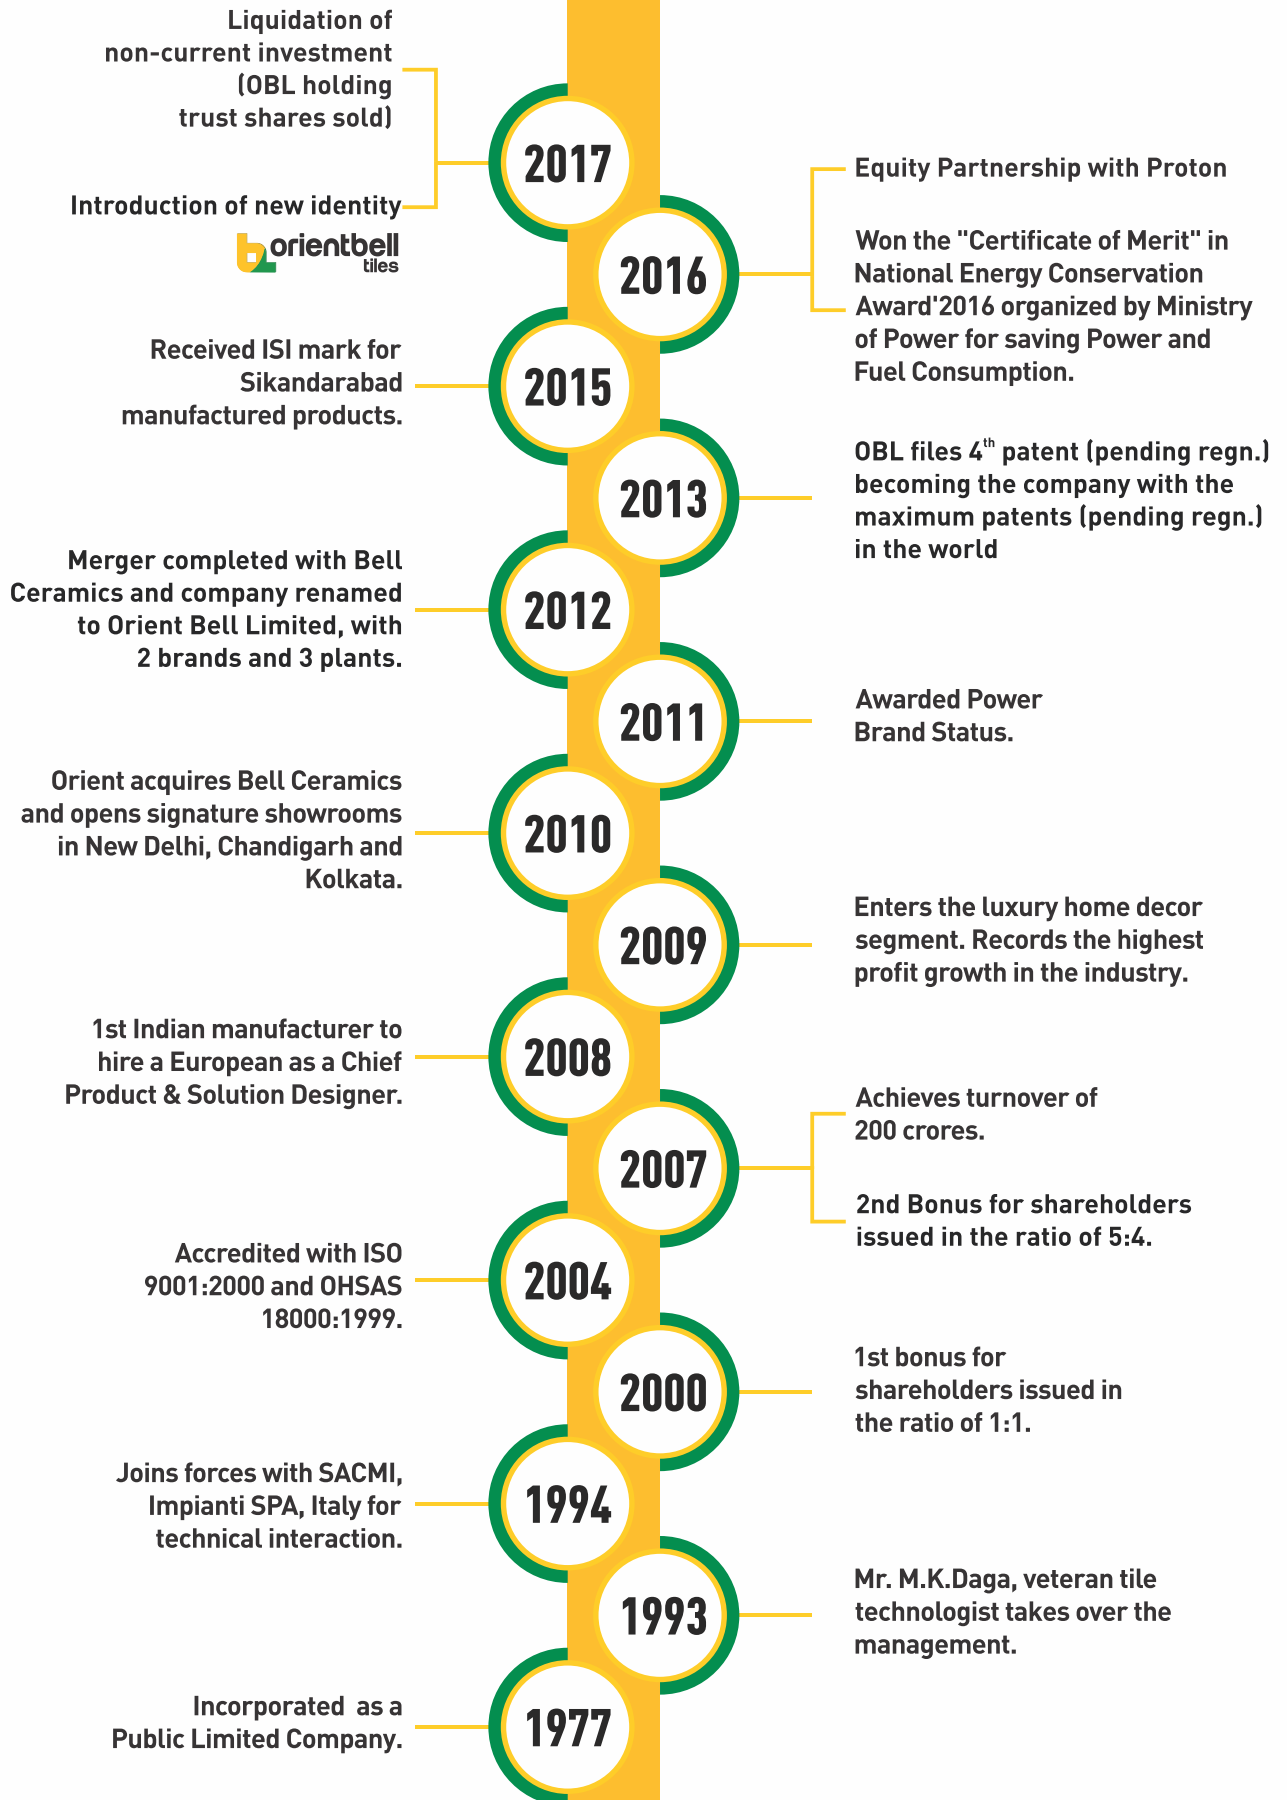 Liquidation of
non-current investment
(OBL holding
trust shares sold)
2017
Introduction of new identity
orientbell
tiles
Equity Partnership with Proton
2016
Won the "Certificate of Merit" in
National Energy Conservation
Award'2016 organized by Ministry
of Power for saving Power and
Fuel Consumption.
Received ISI mark for
Sikandarabad
manufactured products.
2015
2013
OBL files 4th patent (pending regn.)
becoming the company with the
maximum patents (pending regn.)
in the world
Merger completed with Bell
Ceramics and company renamed
to Orient Bell Limited, with
2 brands and 3 plants.
2012
2011
Awarded Power
Brand Status.
Orient acquires Bell Ceramics
and opens signature showrooms
in New Delhi, Chandigarh and
Kolkata.
2010
2009
Enters the luxury home decor
segment. Records the highest
profit growth in the industry.
1st Indian manufacturer to
hire a European as a Chief
Product & Solution Designer.
2008
2007
Achieves turnover of
200 crores.
2nd Bonus for shareholders
issued in the ratio of 5:4.
Accredited with ISO
9001:2000 and OHSAS
18000:1999.
2004
2000
1st bonus for
shareholders issued in
the ratio of 1:1.
Joins forces with SACMI,
Impianti SPA, Italy for
technical interaction.
1994
1993
Mr. M.K.Daga, veteran tile
technologist takes over the
management.
Incorporated as a
Public Limited Company.
1977